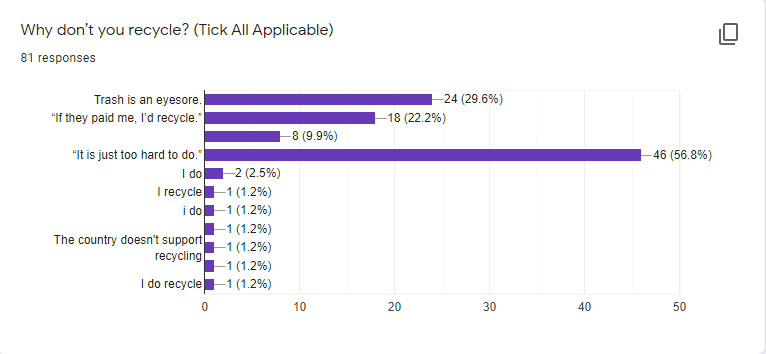 Why don't you recycle? (Tick All Applicable)
81 responses
Trash is an eyesore.
24 (29.6%)
“If they paid me, I’d recycle.”
18 (22.2%)
8 (9.9%)
“It is just too hard to do.”
46 (56.8%)
I do
2 (2.5%)
I recycle
1 (1.2%)
i do
1 (1.2%)
1 (1.2%)
The country doesn't support
recycling
1 (1.2%)
1 (1.2%)
I do recycle
1 (1.2%)
0 10 20 30 40 50